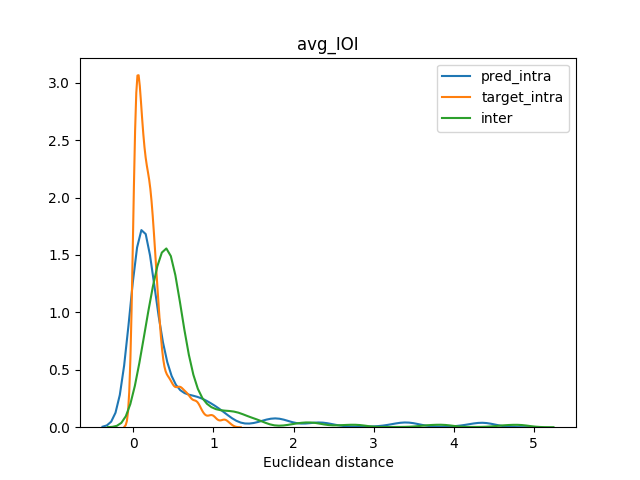 avg_IOI
pred_intra
target_intra
inter
3.0
2.5
2.0
1.5
1.0
0.5
0.0
0 1 2 3 4 5
Euclidean distance